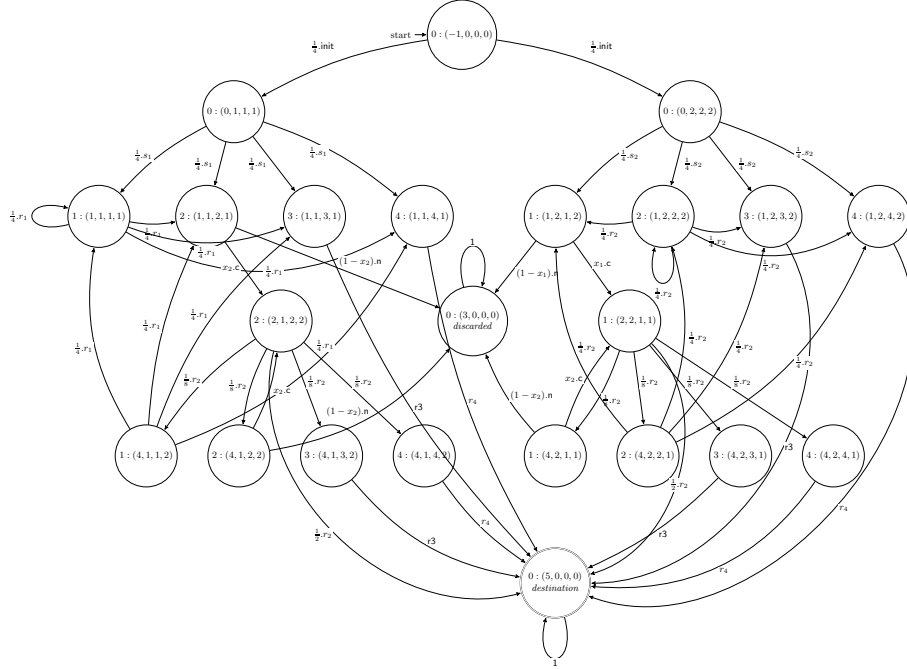 start
0 : (−1, 0, 0, 0)
1/4.init
1/4.init
0 : (0, 1, 1, 1)
0 : (0, 2, 2, 2)
1/4.s₁
1/4.s₁
1/4.s₁
1/4.s₁
1/4.s₂
1/4.s₂
1/4.s₂
1/4.s₂
1/4.r₁
1 : (1, 1, 1, 1)
2 : (1, 1, 2, 1)
3 : (1, 1, 3, 1)
4 : (1, 1, 4, 1)
1 : (1, 2, 1, 2)
2 : (1, 2, 2, 2)
3 : (1, 2, 3, 2)
4 : (1, 2, 4, 2)
1/4.r₁
1/4.r₁
1/4.r₁
1/4.r₂
1/4.r₂
1/4.r₂
1/4.r₂
x₂.c
(1 − x₂).n
1
(1 − x₁).n
x₁.c
0 : (3, 0, 0, 0)
discarded
2 : (2, 1, 2, 2)
1 : (2, 2, 1, 1)
1/4.r₁
1/4.r₁
1/4.r₁
1/4.r₂
1/4.r₂
1/4.r₂
1/4.r₂
1/8.r₂
1/8.r₂
x₂.c
1/8.r₂
1/8.r₂
(1 − x₂).n
r₄
(1 − x₂).n
x₂.c
1/8.r₂
1/8.r₂
1/8.r₂
r3
r3
1 : (4, 1, 1, 2)
2 : (4, 1, 2, 2)
3 : (4, 1, 3, 2)
4 : (4, 1, 4, 2)
1 : (4, 2, 1, 1)
2 : (4, 2, 2, 1)
3 : (4, 2, 3, 1)
4 : (4, 2, 4, 1)
1/2.r₂
1/2.r₂
r3
r₄
r3
r₄
r₄
0 : (5, 0, 0, 0)
destination
1